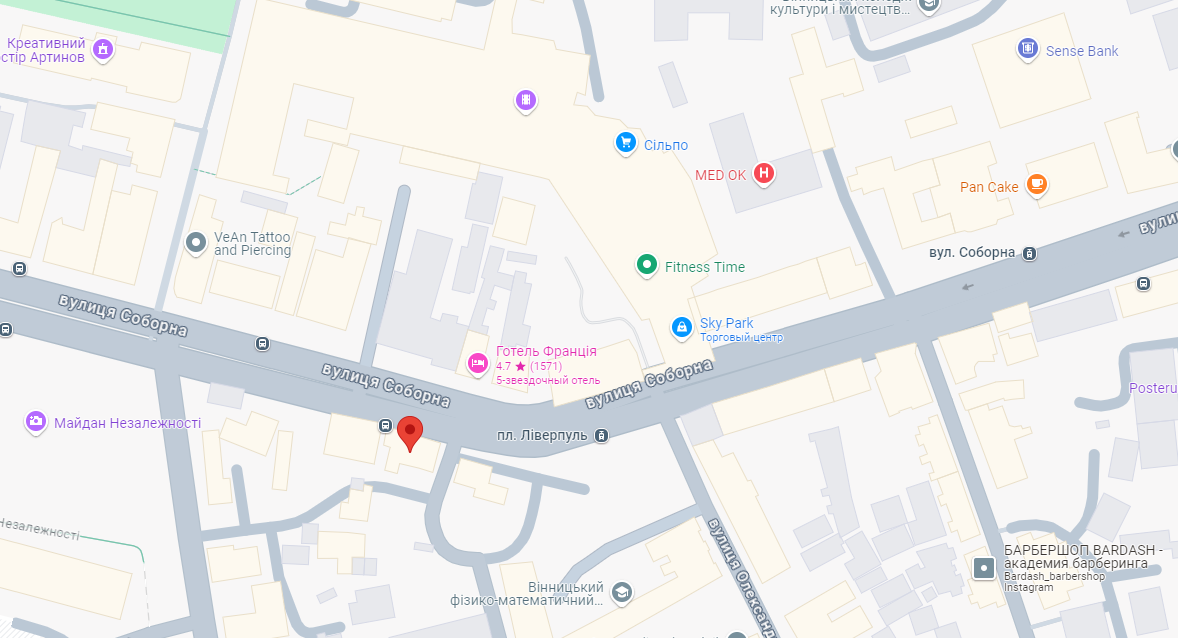 культури і мистецтв...
Креативний
стір Артинов
Sense Bank
Сільпо
MED OK
Pan Cake
VeAn Tattoo
and Piercing
вул. Соборна
Fitness Time
вулиця Соборна
Sky Park
Торговый центр
Готель Франція
4.7 ★ (1571)
5-звездочный отель
вулиця Соборна
вулиця Соборна
Posteru
Майдан Незалежності
пл. Ліверпуль
Незалежності
вулиця Олександ
БАРБЕРШОП BARDASH -
академия барберинга
Bardash_barbershop
Instagram
Вінницький
фізико-математичний...